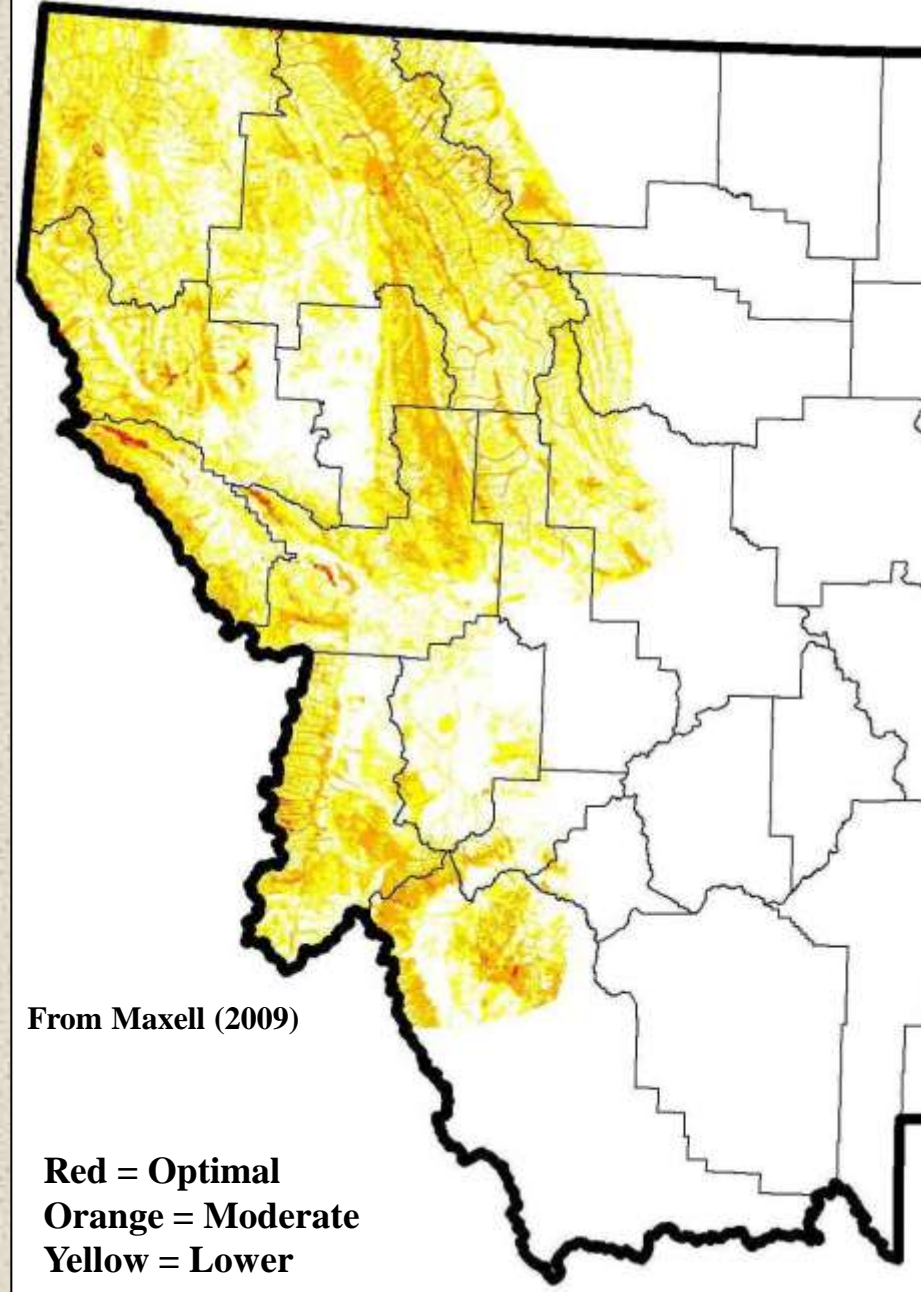 From Maxell (2009)
Red = Optimal
Orange = Moderate
Yellow = Lower